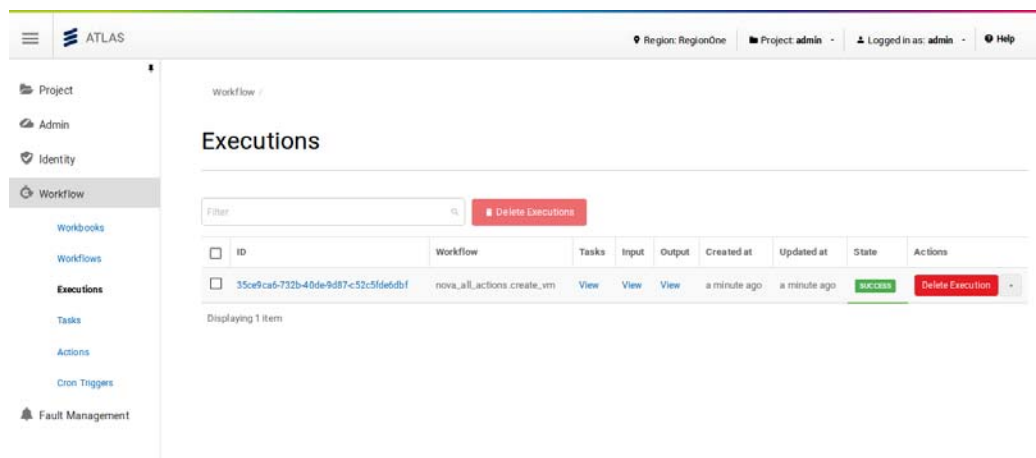 ATLAS
Region: RegionOne
Project: admin
Logged in as: admin
Help
Project
Admin
Identity
Workflow
Workbooks
Workflows
Executions
Tasks
Actions
Cron Triggers
Fault Management
Workflow /
Executions
Filter
Delete Executions
ID Workflow Tasks Input Output Created at Updated at State Actions
35ce9ca6-732b-40de-9d87-c52c5fde6dbf nova_all_actions.create_vm View View View a minute ago a minute ago SUCCESS Delete Execution
Displaying 1 item